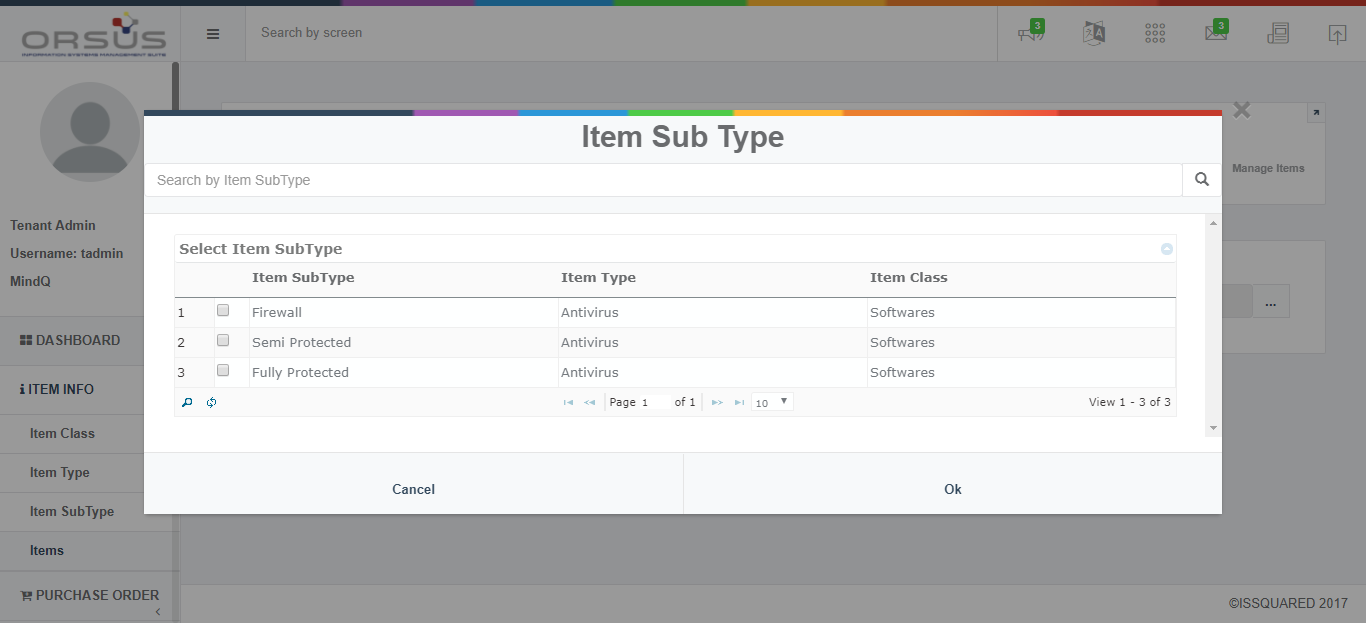 ORSUS
INFORMATION SYSTEMS MANAGEMENT SUITE
Search by screen
3
A
3
Item Sub Type
Search by Item SubType
Manage Items
Tenant Admin
Username: tadmin
MindQ
Select Item SubType
Item SubType Item Type Item Class
1 Firewall Antivirus Softwares
2 Semi Protected Antivirus Softwares
3 Fully Protected Antivirus Softwares
Page 1 of 1 10 View 1 - 3 of 3
...
DASHBOARD
ITEM INFO
Item Class
Item Type
Item SubType
Items
PURCHASE ORDER
Cancel Ok
©ISSQUARED 2017